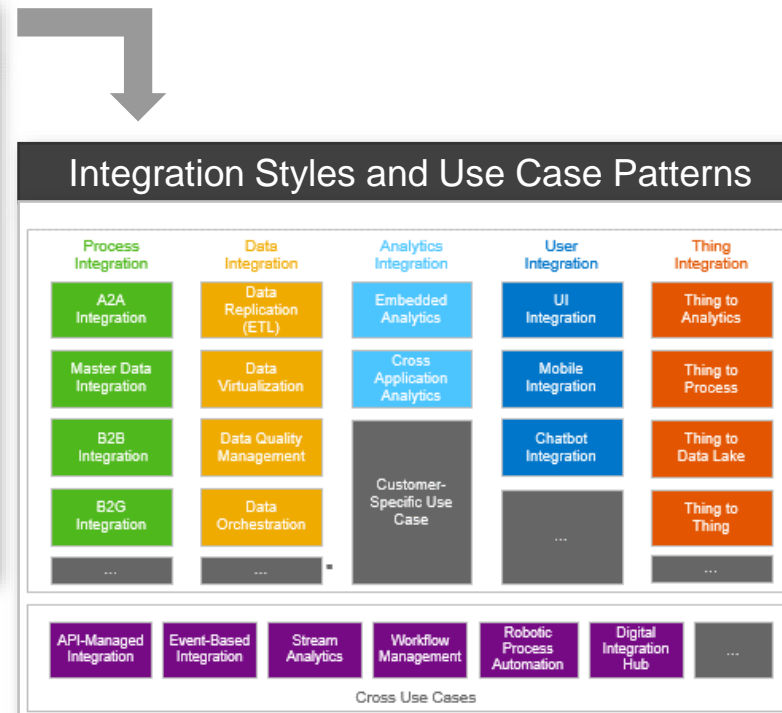 Integration Styles and Use Case Patterns
Process
Integration
A2A
Integration
Master Data
Integration
B2B
Integration
B2G
Integration
...
Data
Integration
Data
Replication
(ETL)
Data
Virtualization
Data Quality
Management
Data
Orchestration
...
Analytics
Integration
Embedded
Analytics
Cross
Application
Analytics
Customer-
Specific Use
Case
User
Integration
UI
Integration
Mobile
Integration
Chatbot
Integration
...
Thing
Integration
Thing to
Analytics
Thing to
Process
Thing to
Data Lake
Thing to
Thing
...
API-Managed
Integration
Event-Based
Integration
Stream
Analytics
Workflow
Management
Robotic
Process
Automation
Digital
Integration
Hub
...
Cross Use Cases